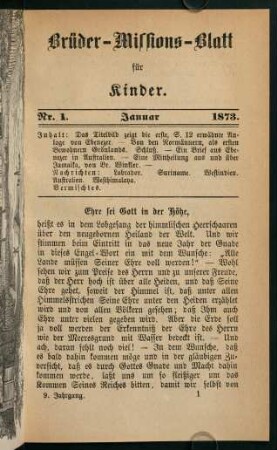 Brüder-Missions-Blatt
für
Kinder.
Nr. 1. Januar 1873.
Inhalt: Das Titelbild zeigt die erste, S. 12 erwähnte An-
lage von Ebenezer. — Von den Normännern, als ersten
Bewohnern Grönlands. Schluß. — Ein Brief aus Ebe-
nezer in Australien. — Eine Mittheilung aus und über
Jamaika, von Br. Winkler. —
Nachrichten: Labrador. Suriname. Westindien.
Australien. Westhimalaya.
Vermischtes.
Ehre sei Gott in der Höhe,
heißt es in dem Lobgesang der himmlischen Heerschaaren
über den neugebornen Heiland der Welt. Und wir
stimmen beim Eintritt in das neue Jahr der Gnade
in dieses Engel-Wort ein mit dem Wunsche: „Alle
Lande müssen Seiner Ehre voll werden!“ — Wohl
sehen wir zum Preise des Herrn und zu unserer Freude,
daß der Herr hoch ist über alle Heiden, und daß Seine
Ehre gehet, soweit der Himmel ist, daß unter allen
Himmelsstrichen Seine Ehre unter den Heiden erzählet
wird und von allen Völkern gesehen; daß Ihm auch
Ehre unter vielen gegeben wird. Aber die Erde soll
ja voll werden der Erkenntniß der Ehre des Herrn
wie der Meeresgrund mit Wasser bedeckt ist. — Und
ach, daran fehlt noch viel! — In dem Wunsche, daß
es bald dahin kommen möge und in der gläubigen Zu-
versicht, daß es durch Gottes Gnade und Macht dahin
kommen werde, laßt uns um so fleißiger um das
Kommen Seines Reiches bitten, damit wir selbst von
9. Jahrgang. 1